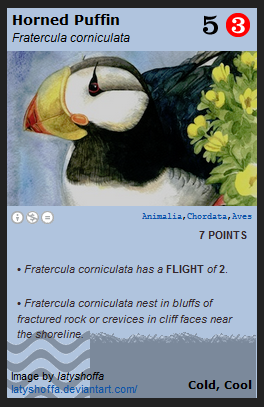 Horned Puffin
5 3
Fratercula corniculata
Animalia,Chordata,Aves
7 POINTS
• Fratercula corniculata has a FLIGHT of 2.
• Fratercula corniculata nest in bluffs of
fractured rock or crevices in cliff faces near
the shoreline.
Image by latyshoffa
latyshoffa.deviantart.com/
Cold, Cool